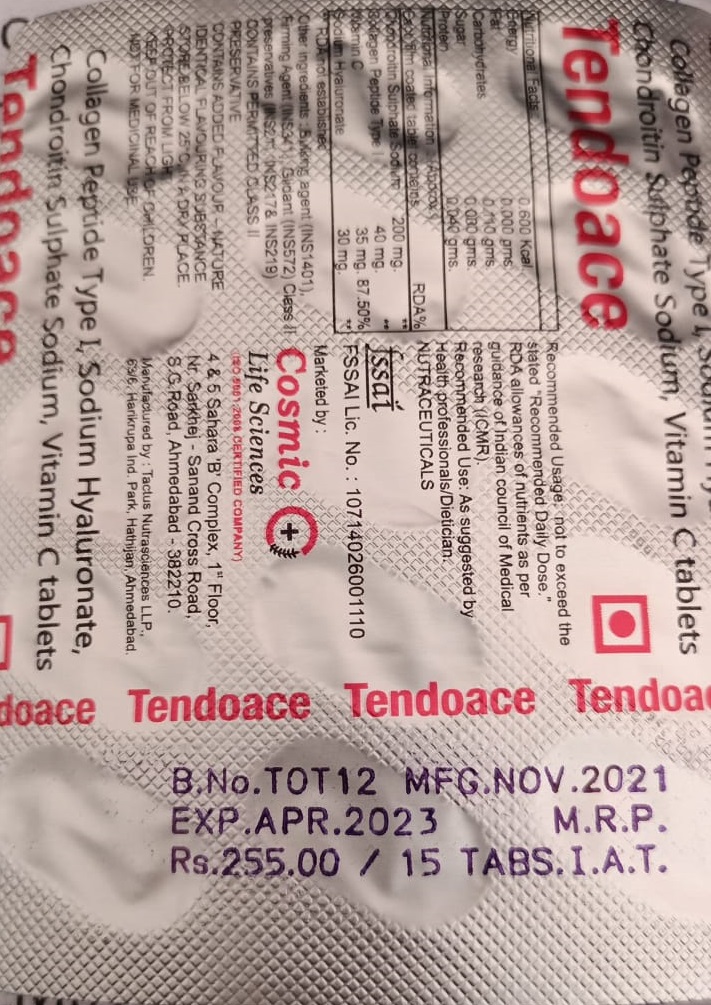 Collagen Peptide Type I,
Chondroitin Sulphate Sodium, Vitamin C tablets
Tendoace
Nutritional Facts
Energy 0.600 Kcal
Fat 0.000 gms
Carbohydrates 0.110 gms
Sugar 0.000 gms
Protein 0.040 gms.
Nutritional Information (Approx.)
Each film coated tablet contains RDA%
Chondroitin Sulphate Sodium 200 mg. **
Collagen Peptide Type I 40 mg. **
Vitamin C 35 mg. 87.50%
Sodium Hyaluronate 30 mg. **
** RDA not established
Other ingredients : Bulking agent (INS1401),
Firming agent (INS341), Glidant (INS572), Class II
preservatives (INS217 & INS219)
CONTAINS PERMITTED CLASS II
PRESERVATIVE
CONTAINS ADDED FLAVOUR - NATURE
IDENTICAL FLAVOURING SUBSTANCE
STORE BELOW 25°C IN A DRY PLACE.
PROTECT FROM LIGHT
KEEP OUT OF REACH OF CHILDREN.
NOT FOR MEDICINAL USE
Recommended Usage : not to exceed the
stated "Recommended Daily Dose."
RDA allowances of nutrients as per
guidance of Indian council of Medical
research (ICMR).
Recommended Use: As suggested by
Health professionals/Dietician.
NUTRACEUTICALS
fssai
FSSAI Lic. No. : 10714026001110
Marketed by :
Cosmic
Life Sciences
(ISO 9001:2008 CERTIFIED COMPANY)
4 & 5 Sahara 'B' Complex, 1st Floor,
Nr. Sarkhej - Sanand Cross Road,
S.G.Road, Ahmedabad - 382210.
Manufactured by : Tactus Nutrasciences LLP.,
63/6, Harikrupa Ind. Park, Hathijan, Ahmedabad.
Collagen Peptide Type I, Sodium Hyaluronate,
Chondroitin Sulphate Sodium, Vitamin C tablets
Tendoace
doace Tendoace Tendoace Tendoac
B.No.TOT12 MFG.NOV.2021
EXP.APR.2023 M.R.P.
Rs.255.00 / 15 TABS.I.A.T.